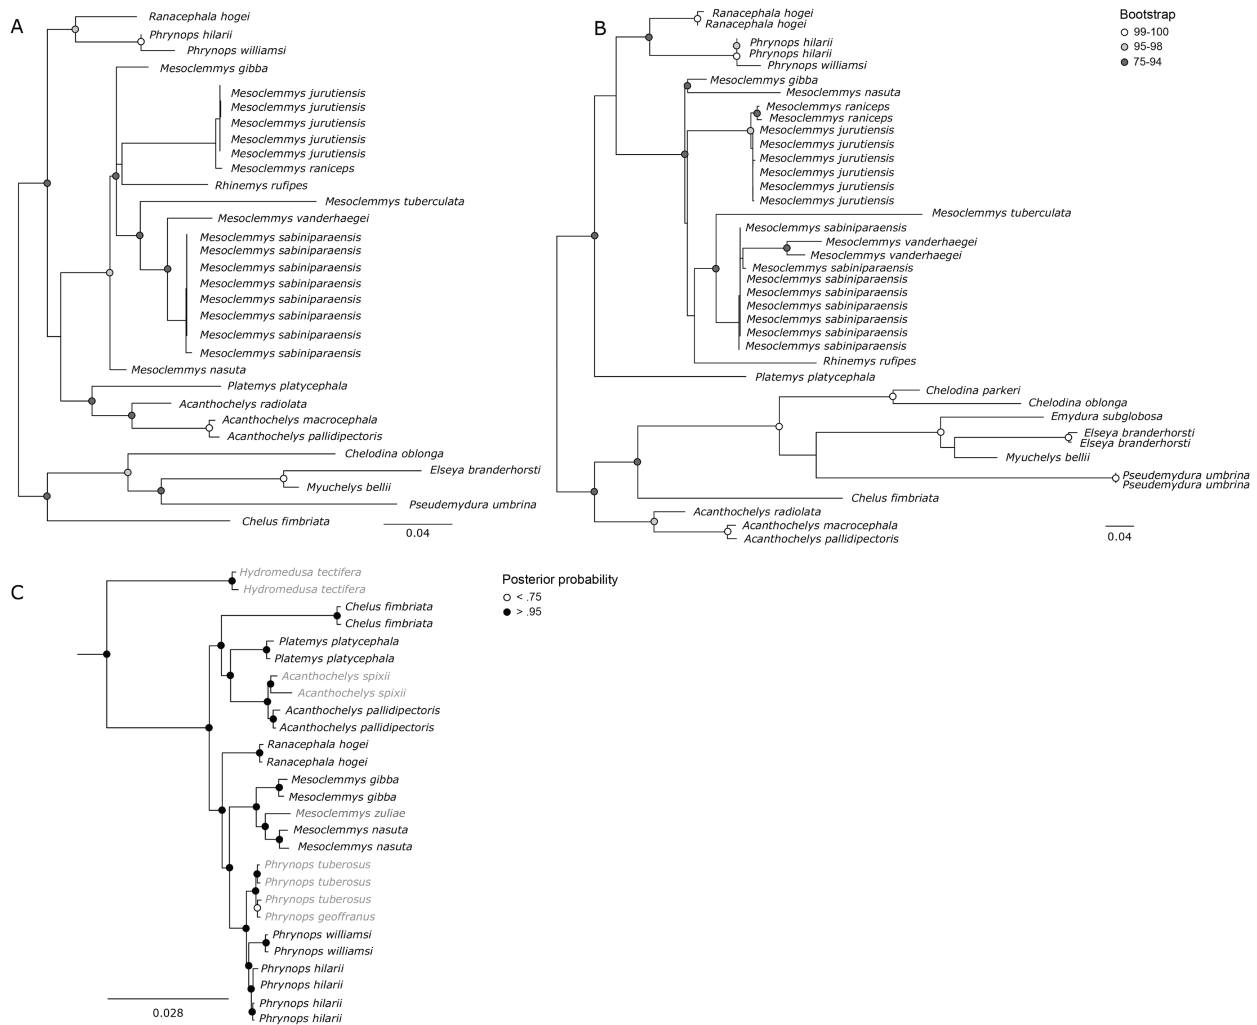 A
Ranacephala hogei
Phrynops hilarii
Phrynops williamsi
Mesoclemmys gibba
Mesoclemmys jurutiensis
Mesoclemmys jurutiensis
Mesoclemmys jurutiensis
Mesoclemmys jurutiensis
Mesoclemmys jurutiensis
Mesoclemmys raniceps
Rhinemys rufipes
Mesoclemmys tuberculata
Mesoclemmys vanderhaegei
Mesoclemmys sabiniparaensis
Mesoclemmys sabiniparaensis
Mesoclemmys sabiniparaensis
Mesoclemmys sabiniparaensis
Mesoclemmys sabiniparaensis
Mesoclemmys sabiniparaensis
Mesoclemmys sabiniparaensis
Mesoclemmys sabiniparaensis
Mesoclemmys nasuta
Platemys platycephala
Acanthochelys radiolata
Acanthochelys macrocephala
Acanthochelys pallidipectoris
Chelodina oblonga
Elseya branderhorsti
Myuchelys bellii
Pseudemydura umbrina
Chelus fimbriata
0.04
B
Ranacephala hogei
Ranacephala hogei
Phrynops hilarii
Phrynops hilarii
Phrynops williamsi
Mesoclemmys gibba
Mesoclemmys nasuta
Mesoclemmys raniceps
Mesoclemmys raniceps
Mesoclemmys jurutiensis
Mesoclemmys jurutiensis
Mesoclemmys jurutiensis
Mesoclemmys jurutiensis
Mesoclemmys jurutiensis
Mesoclemmys jurutiensis
Mesoclemmys tuberculata
Mesoclemmys sabiniparaensis
Mesoclemmys vanderhaegei
Mesoclemmys vanderhaegei
Mesoclemmys sabiniparaensis
Mesoclemmys sabiniparaensis
Mesoclemmys sabiniparaensis
Mesoclemmys sabiniparaensis
Mesoclemmys sabiniparaensis
Mesoclemmys sabiniparaensis
Mesoclemmys sabiniparaensis
Rhinemys rufipes
Platemys platycephala
Chelodina parkeri
Chelodina oblonga
Emydura subglobosa
Elseya branderhorsti
Elseya branderhorsti
Myuchelys bellii
Pseudemydura umbrina
Pseudemydura umbrina
Chelus fimbriata
Acanthochelys radiolata
Acanthochelys macrocephala
Acanthochelys pallidipectoris
0.04
Bootstrap
99-100
95-98
75-94
C
Hydromedusa tectifera
Hydromedusa tectifera
Chelus fimbriata
Chelus fimbriata
Platemys platycephala
Platemys platycephala
Acanthochelys spixii
Acanthochelys spixii
Acanthochelys pallidipectoris
Acanthochelys pallidipectoris
Ranacephala hogei
Ranacephala hogei
Mesoclemmys gibba
Mesoclemmys gibba
Mesoclemmys zuliae
Mesoclemmys nasuta
Mesoclemmys nasuta
Phrynops tuberosus
Phrynops tuberosus
Phrynops tuberosus
Phrynops geoffranus
Phrynops williamsi
Phrynops williamsi
Phrynops hilarii
Phrynops hilarii
Phrynops hilarii
Phrynops hilarii
0.028
Posterior probability
< .75
> .95